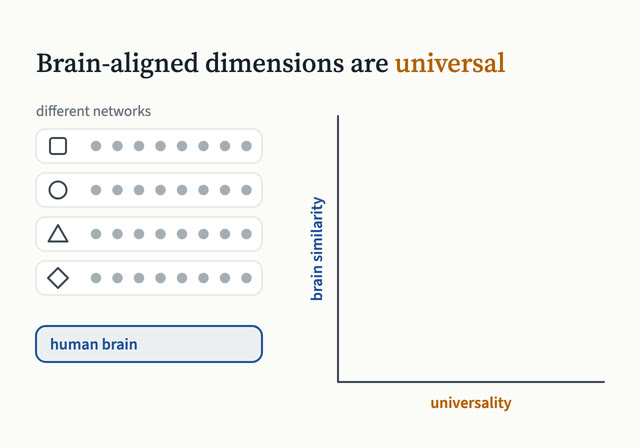 Brain-aligned dimensions are universal
different networks
human brain
brain similarity
universality